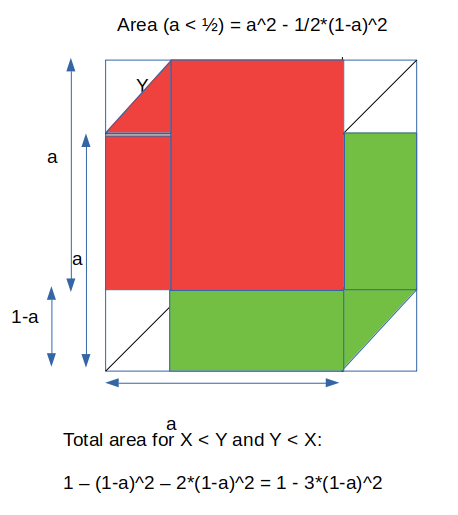 Area (a < ½) = a^2 - 1/2*(1-a)^2
Y
a
a
1-a
a
Total area for X < Y and Y < X:
1 – (1-a)^2 – 2*(1-a)^2 = 1 - 3*(1-a)^2